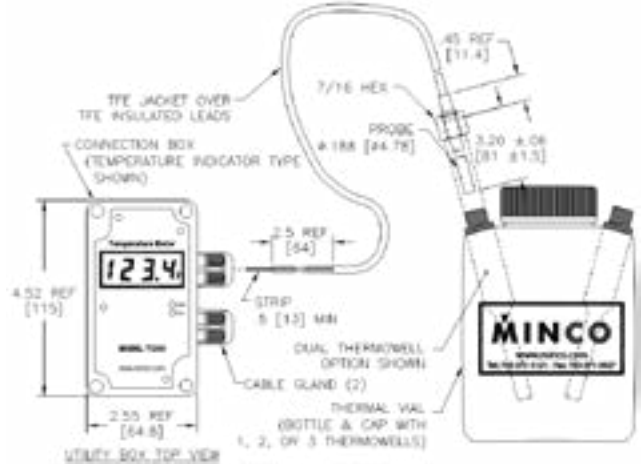 .45 REF
[11.4]
7/16 HEX
TFE JACKET OVER
TFE INSULATED LEADS
PROBE
ø.188 [ø4.78]
3.20 ±.06
[81 ±1.5]
CONNECTION BOX
(TEMPERATURE INDICATOR TYPE
SHOWN)
2.5 REF
[64]
Temperature Meter
123.4
4.52 REF
[115]
STRIP
.5 [13] MIN
DUAL THERMOWELL
OPTION SHOWN
MINCO
www.minco.com
CABLE GLAND (2)
THERMAL VIAL
(BOTTLE & CAP WITH
1, 2, OR 3 THERMOWELLS)
2.55 REF
[64.8]
UTILITY BOX TOP VIEW